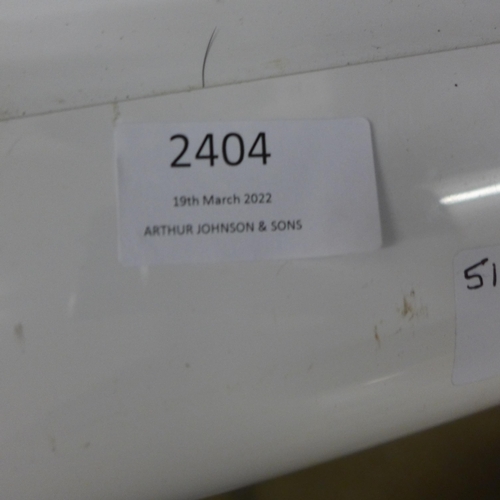 2404
19th March 2022
ARTHUR JOHNSON & SONS
51